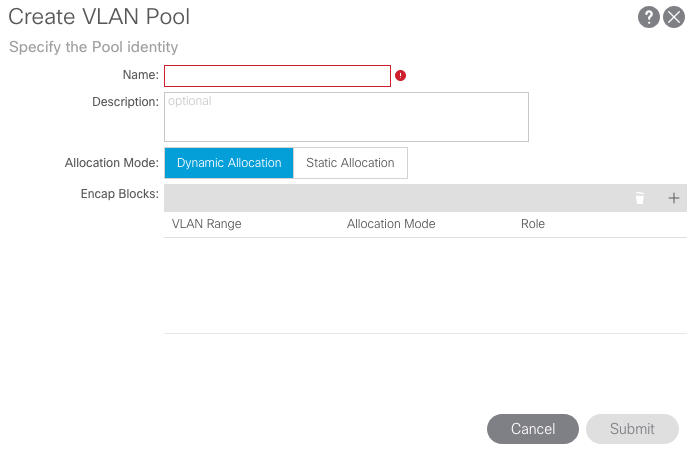 Create VLAN Pool
Specify the Pool identity
Name:
Description: optional
Allocation Mode: Dynamic Allocation Static Allocation
Encap Blocks:
VLAN Range Allocation Mode Role
Cancel Submit